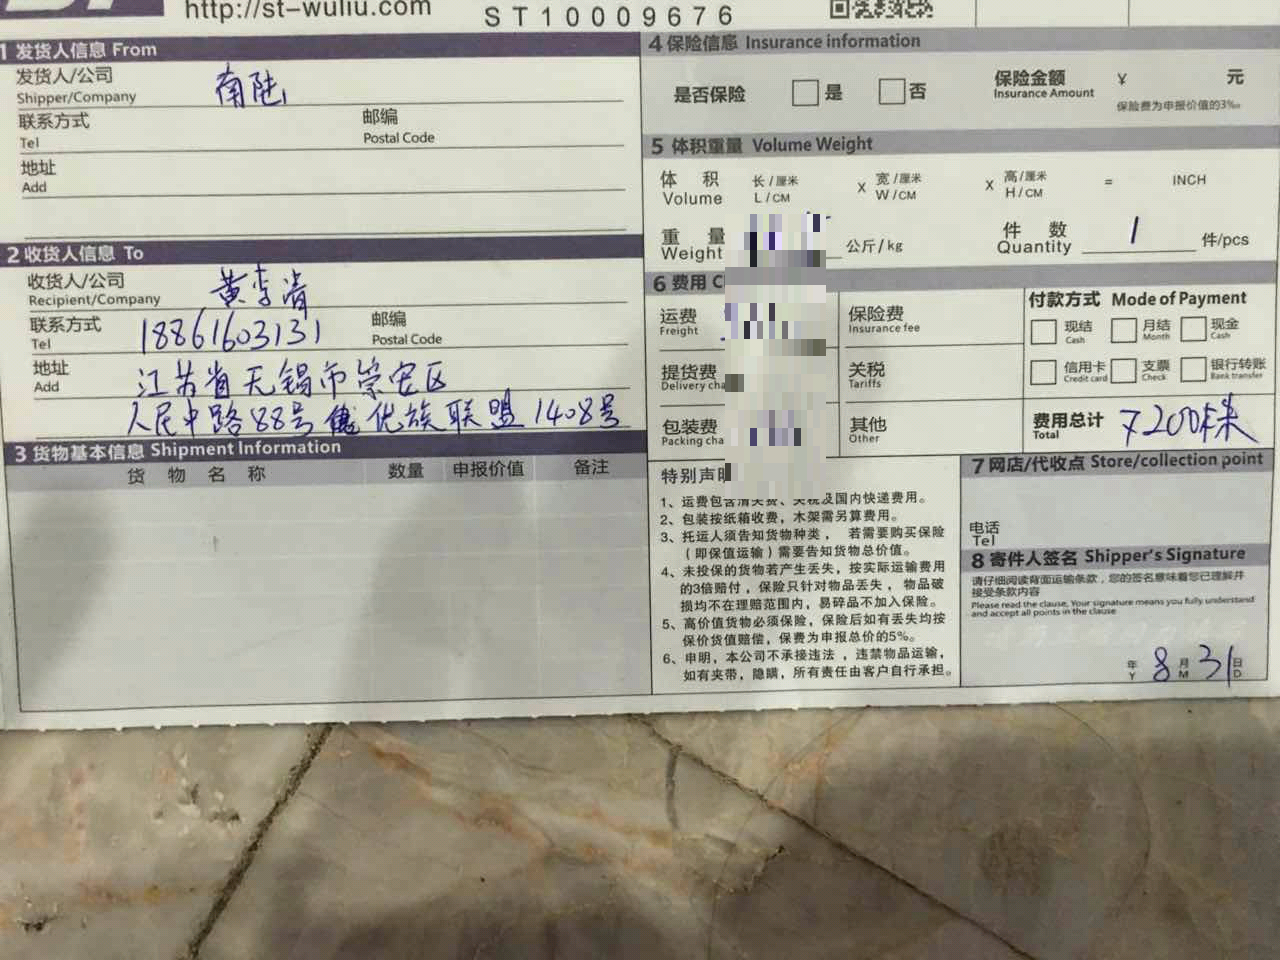 http://st-wuliu.com
ST10009676
1 发货人信息 From
发货人/公司
Shipper/Company
南陆
联系方式
Tel
邮编
Postal Code
地址
Add
2 收货人信息 To
收货人/公司
Recipient/Company
黄李清
联系方式
Tel
18861603131
邮编
Postal Code
地址
Add
江苏省无锡市崇安区
人民中路88号 优族联盟1408号
3 货物基本信息 Shipment Information
货物名称 数量 申报价值 备注
4 保险信息 Insurance information
是否保险 是 否
保险金额
Insurance Amount
¥ 元
保险费为申报价值的3‰
5 体积重量 Volume Weight
体积
Volume
长/厘米
L/CM
X
宽/厘米
W/CM
X
高/厘米
H/CM
= INCH
重量
Weight
公斤/kg
件数
Quantity
1
件/pcs
6 费用
运费
Freight
保险费
Insurance fee
提货费
Delivery cha
关税
Tariffs
包装费
Packing cha
其他
Other
付款方式 Mode of Payment
现结
Cash
月结
Month
现金
Cash
信用卡
Credit card
支票
Check
银行转账
Bank transfer
费用总计
Total
7200株
特别声明
1、运费包含清关费、关税及国内快递费用。
2、包装按纸箱收费，木架需另算费用。
3、托运人须告知货物种类， 若需要购买保险
（即保值运输）需要告知货物总价值。
4、未投保的货物若产生丢失，按实际运输费用
的3倍赔付，保险只针对物品丢失，物品破
损均不在理赔范围内，易碎品不加入保险。
5、高价值货物必须保险，保险后如有丢失均按
保价货值赔偿，保费为申报总价的5%。
6、申明，本公司不承接违法，违禁物品运输，
如有夹带，隐瞒，所有责任由客户自行承担。
7 网店/代收点 Store/collection point
电话
Tel
8 寄件人签名 Shipper's Signature
请仔细阅读背面运输条款，您的签名意味着您已理解并
接受条款内容
Please read the clause, Your signature means you fully understand
and accept all points in the clause
年 8 月 31 日
Y M D